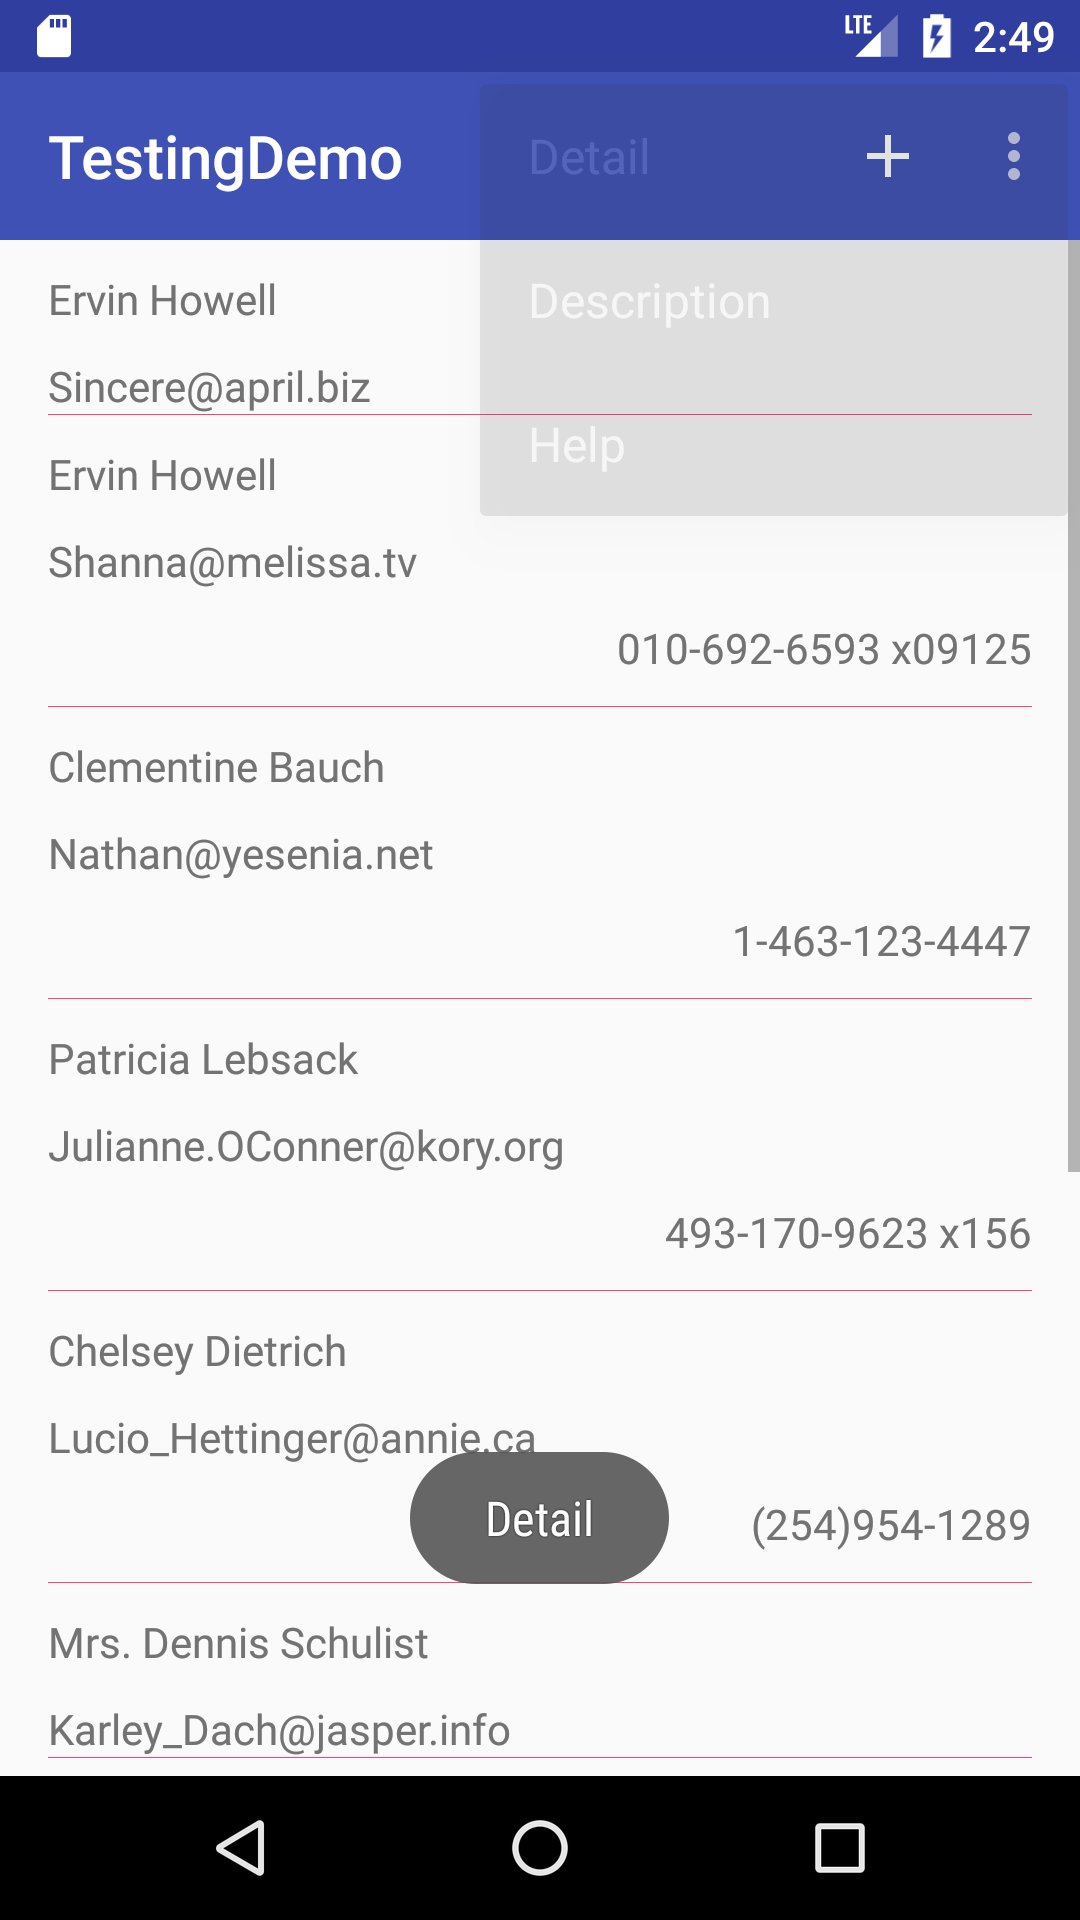 LTE 2:49
TestingDemo
Detail
Ervin Howell
Description
Sincere@april.biz
Help
Ervin Howell
Shanna@melissa.tv
010-692-6593 x09125
Clementine Bauch
Nathan@yesenia.net
1-463-123-4447
Patricia Lebsack
Julianne.OConner@kory.org
493-170-9623 x156
Chelsey Dietrich
Lucio_Hettinger@annie.ca
Detail
(254)954-1289
Mrs. Dennis Schulist
Karley_Dach@jasper.info